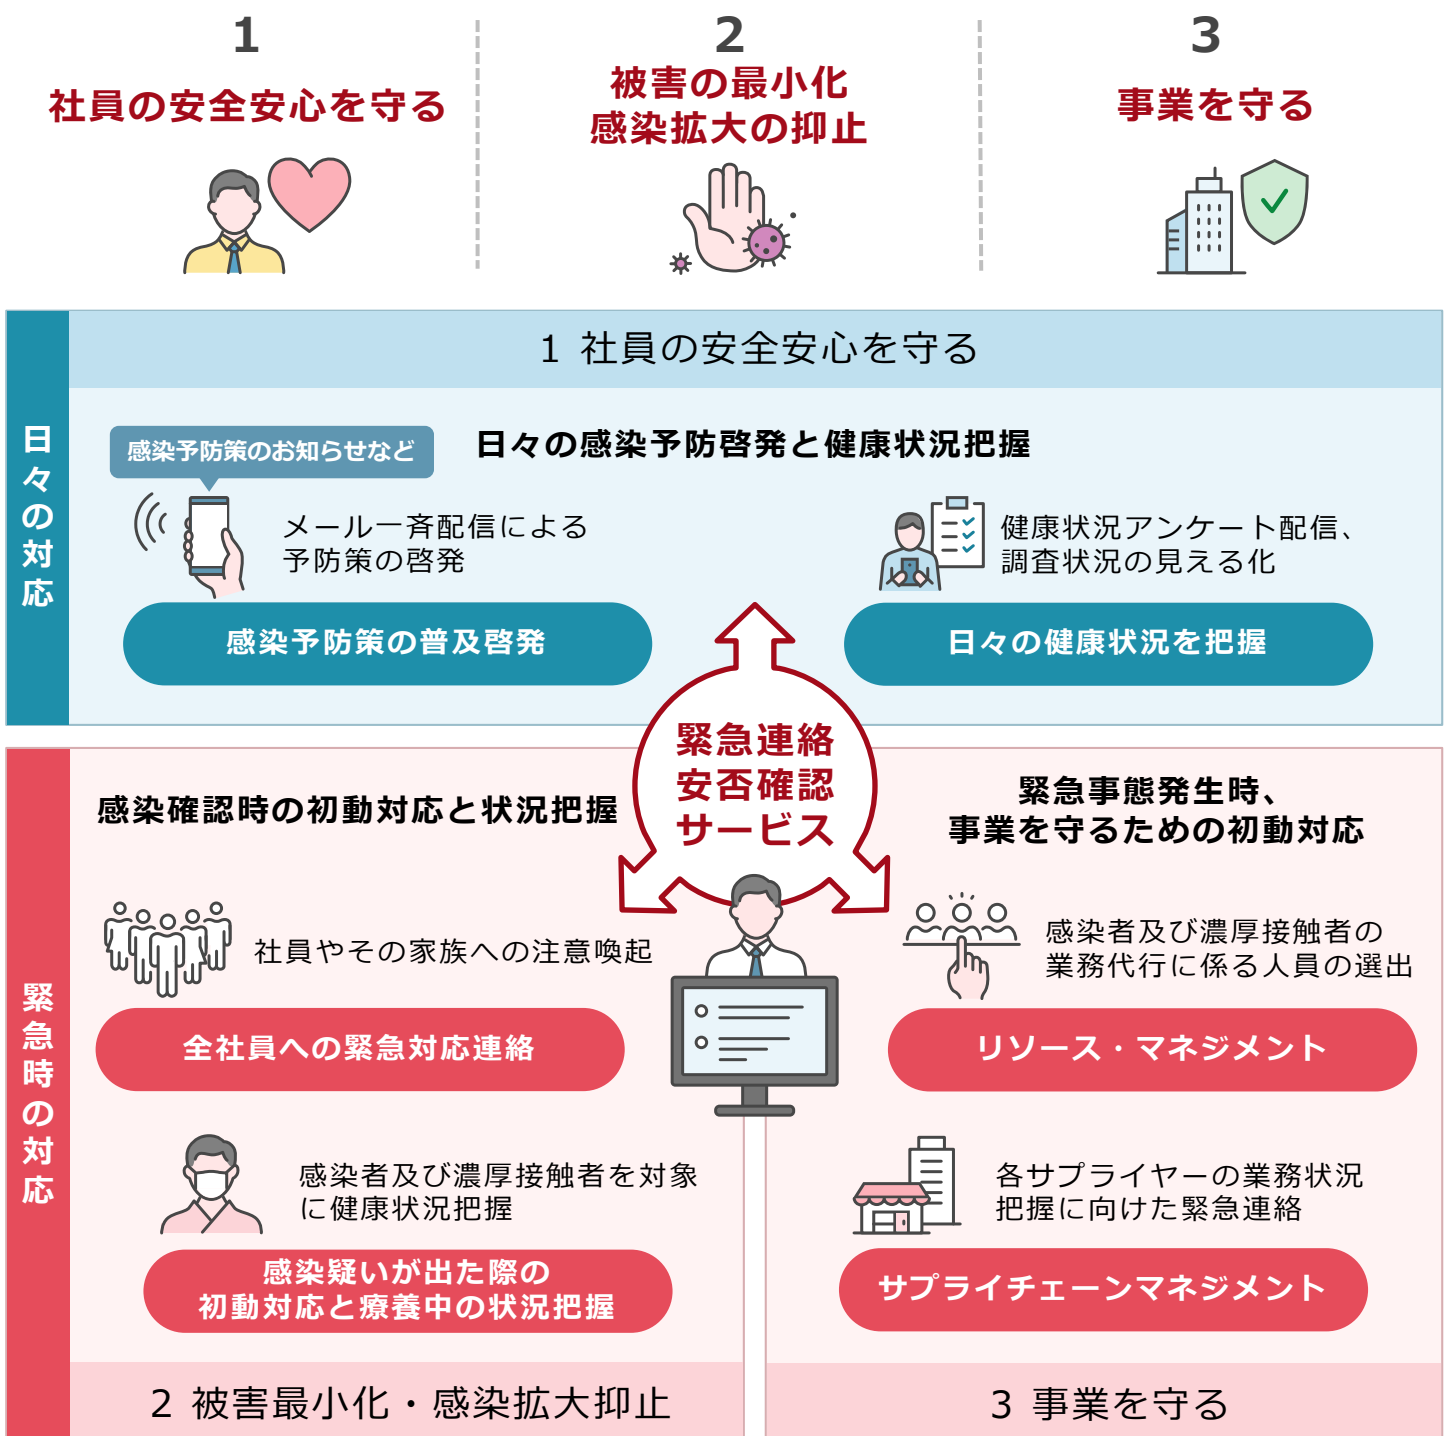 1
社員の安全安心を守る
2
被害の最小化
感染拡大の抑止
3
事業を守る
日々の対応
1 社員の安全安心を守る
日々の感染予防啓発と健康状況把握
感染予防策のお知らせなど
メール一斉配信による
予防策の啓発
感染予防策の普及啓発
健康状況アンケート配信、
調査状況の見える化
日々の健康状況を把握
緊急連絡
安否確認
サービス
緊急時の対応
感染確認時の初動対応と状況把握
社員やその家族への注意喚起
全社員への緊急対応連絡
感染者及び濃厚接触者を対象
に健康状況把握
感染疑いが出た際の
初動対応と療養中の状況把握
2 被害最小化・感染拡大抑止
緊急事態発生時、
事業を守るための初動対応
感染者及び濃厚接触者の
業務代行に係る人員の選出
リソース・マネジメント
各サプライヤーの業務状況
把握に向けた緊急連絡
サプライチェーンマネジメント
3 事業を守る